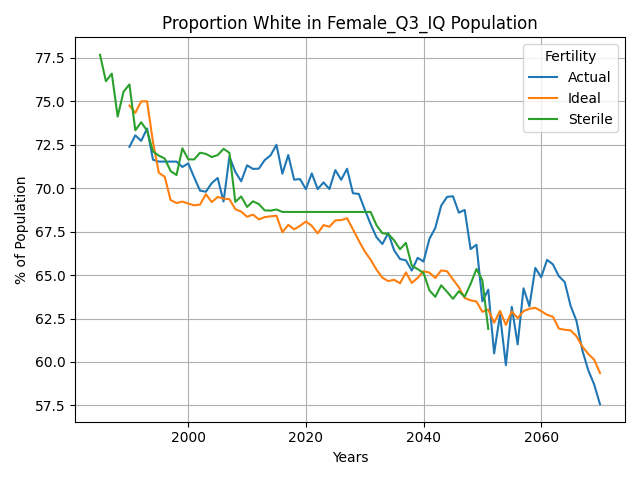 Proportion White in Female_Q3_IQ Population
% of Population
77.5
75.0
72.5
70.0
67.5
65.0
62.5
60.0
57.5
Fertility
Actual
Ideal
Sterile
2000
2020
2040
2060
Years